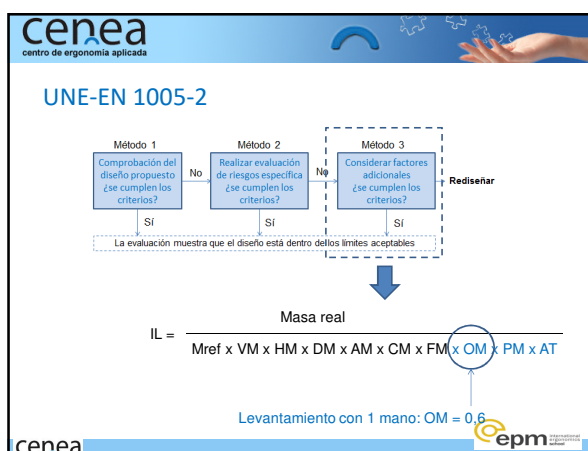 cenea
centro de ergonomía aplicada
UNE-EN 1005-2
Método 1
Comprobación del
diseño propuesto
¿se cumplen los
criterios?
No
Método 2
Realizar evaluación
de riesgos específica
¿se cumplen los
criterios?
No
Método 3
Considerar factores
adicionales
¿se cumplen los
criterios?
Rediseñar
Sí
Sí
Sí
La evaluación muestra que el diseño está dentro de los límites aceptables
Masa real
IL =
Mref x VM x HM x DM x AM x CM x FM x OM x PM x AT
Levantamiento con 1 mano: OM = 0,6
cenea
epm international ergonomics school